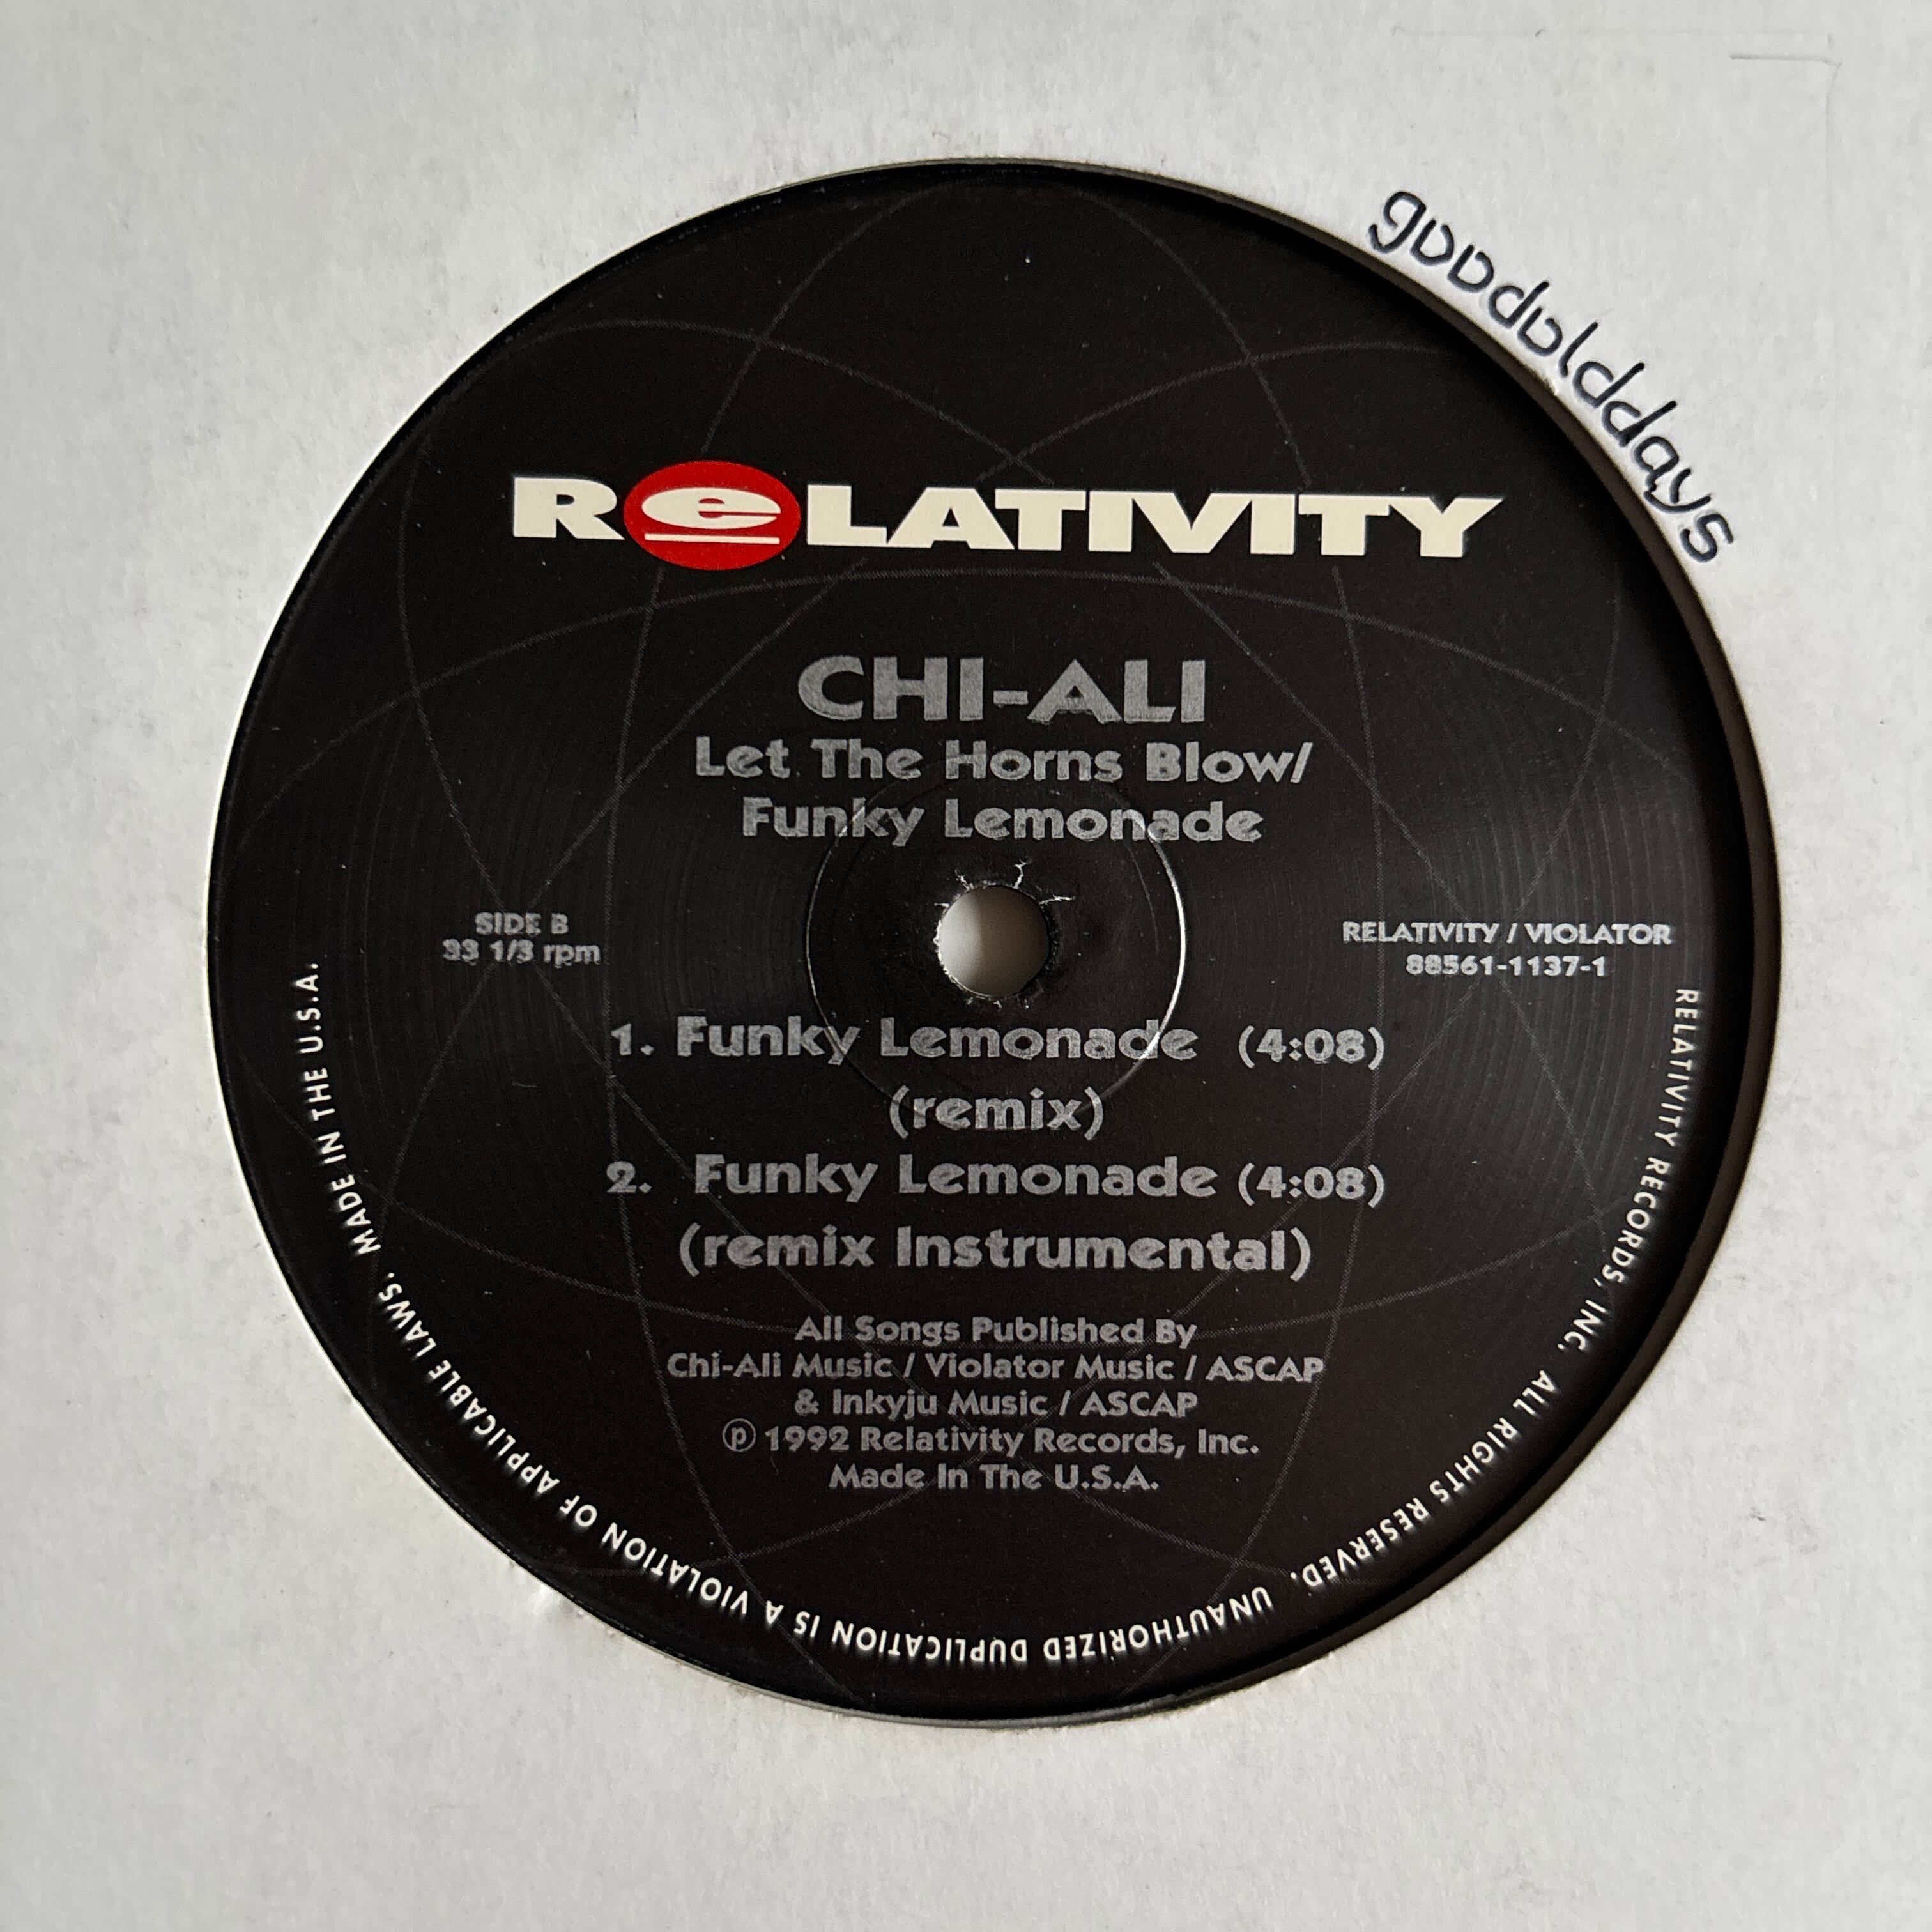 goodolddays
RELATIVITY
CHI-ALI
Let The Horns Blow/
Funky Lemonade
SIDE B
33 1/3 rpm
RELATIVITY / VIOLATOR
88561-1137-1
1. Funky Lemonade (4:08)
(remix)
2. Funky Lemonade (4:08)
(remix Instrumental)
All Songs Published By
Chi-Ali Music / Violator Music / ASCAP
& Inkyju Music / ASCAP
℗ 1992 Relativity Records, Inc.
Made In The U.S.A.
RELATIVITY RECORDS, INC. ALL RIGHTS RESERVED. UNAUTHORIZED DUPLICATION IS A VIOLATION OF APPLICABLE LAWS. MADE IN THE U.S.A.